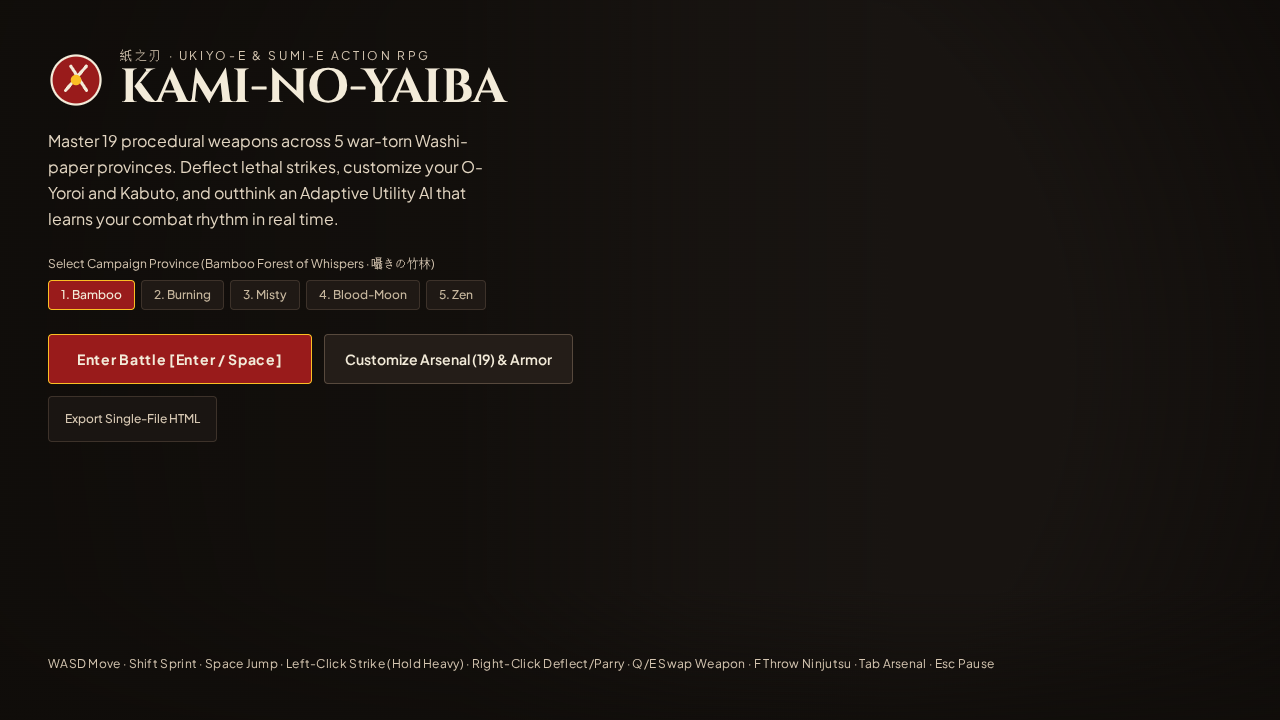 紙之刃 · UKIYO-E & SUMI-E ACTION RPG
KAMI-NO-YAIBA
Master 19 procedural weapons across 5 war-torn Washi-
paper provinces. Deflect lethal strikes, customize your O-
Yoroi and Kabuto, and outthink an Adaptive Utility AI that
learns your combat rhythm in real time.
Select Campaign Province (Bamboo Forest of Whispers · 囁きの竹林)
1. Bamboo 2. Burning 3. Misty 4. Blood-Moon 5. Zen
Enter Battle [Enter / Space] Customize Arsenal (19) & Armor
Export Single-File HTML
WASD Move · Shift Sprint · Space Jump · Left-Click Strike (Hold Heavy) · Right-Click Deflect/Parry · Q/E Swap Weapon · F Throw Ninjutsu · Tab Arsenal · Esc Pause